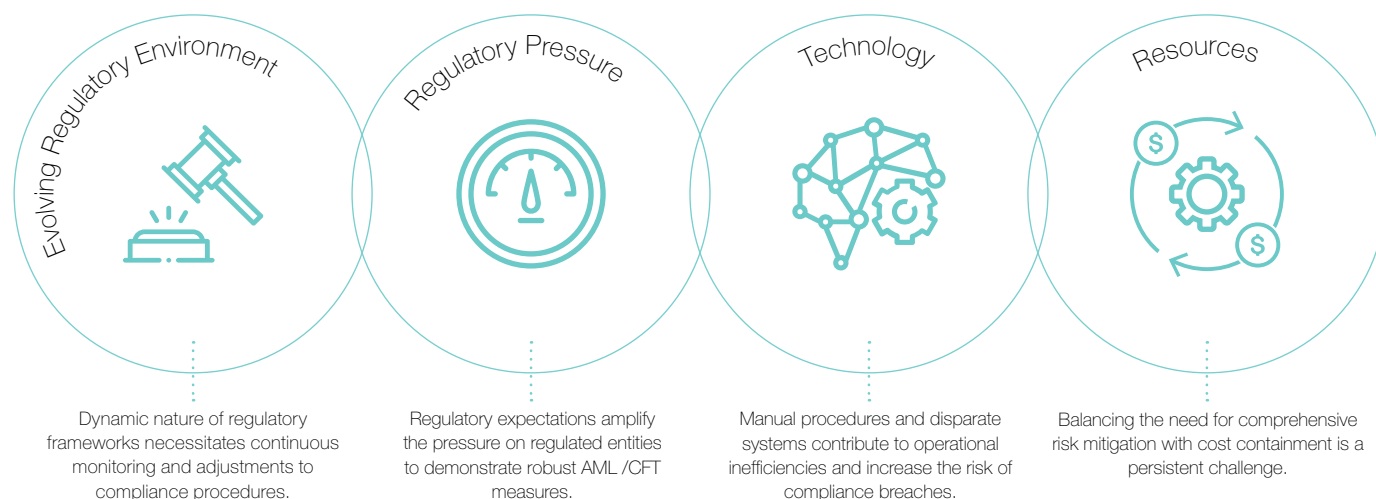 Evolving Regulatory Environment
Regulatory Pressure
Technology
Resources
$
$
Dynamic nature of regulatory
frameworks necessitates continuous
monitoring and adjustments to
compliance procedures.
Regulatory expectations amplify
the pressure on regulated entities
to demonstrate robust AML /CFT
measures.
Manual procedures and disparate
systems contribute to operational
inefficiencies and increase the risk of
compliance breaches.
Balancing the need for comprehensive
risk mitigation with cost containment is a
persistent challenge.